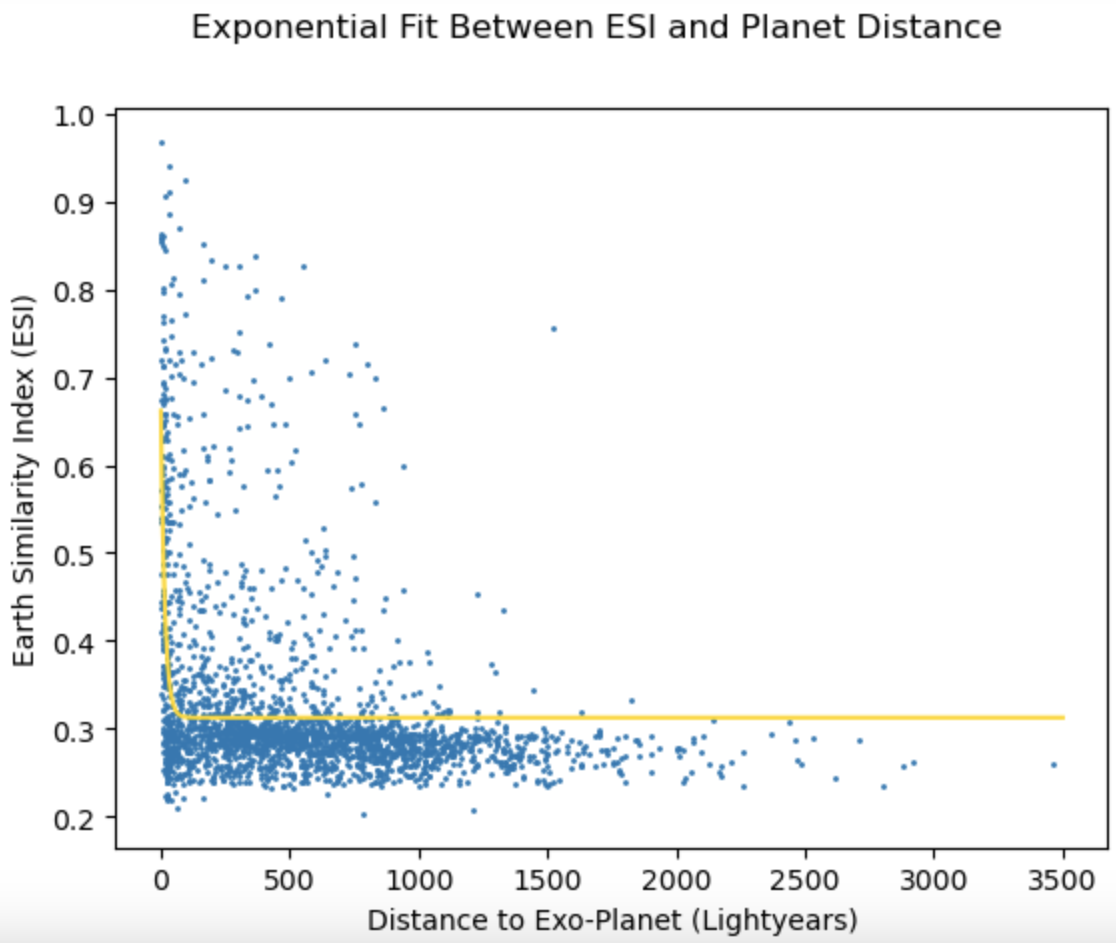 Exponential Fit Between ESI and Planet Distance
1.0
0.9
0.8
0.7
0.6
0.5
0.4
0.3
0.2
Earth Similarity Index (ESI)
0 500 1000 1500 2000 2500 3000 3500
Distance to Exo-Planet (Lightyears)